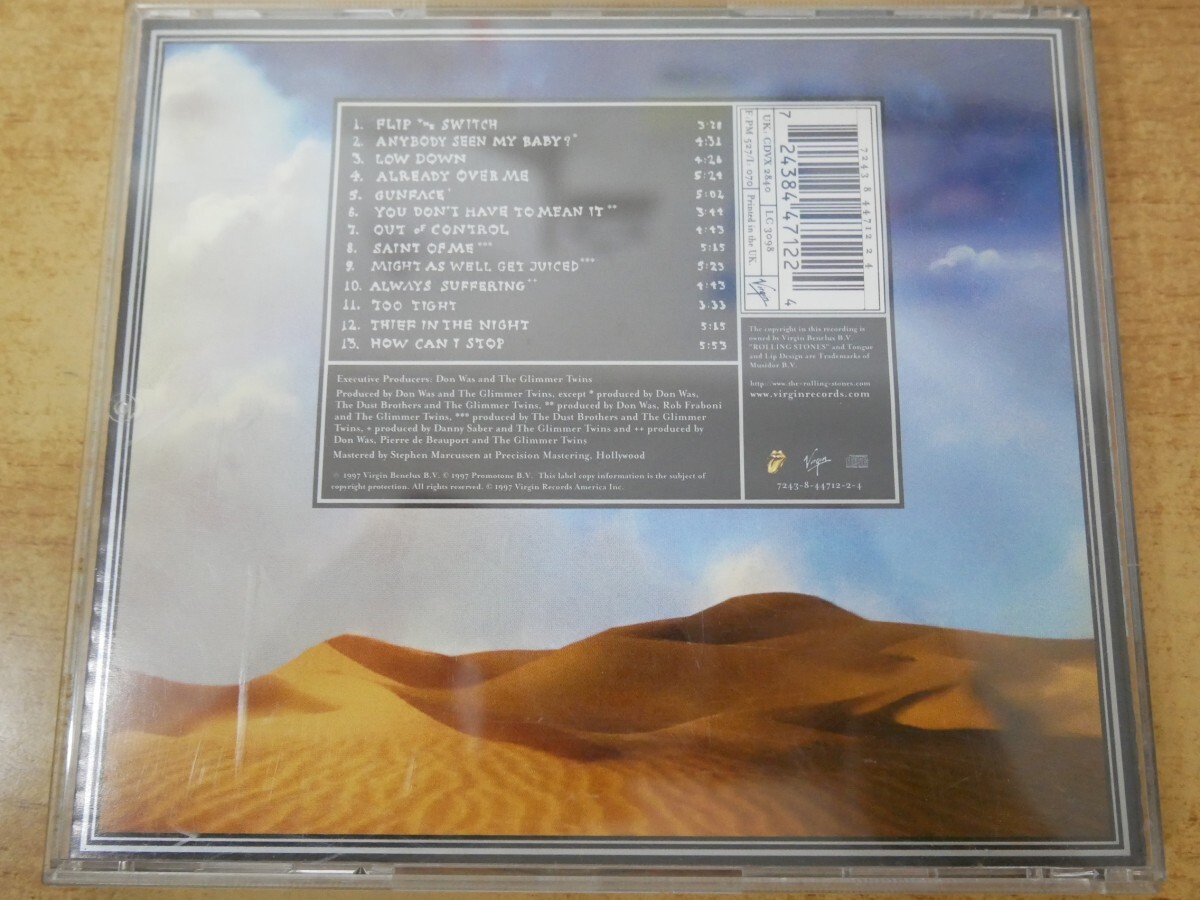 1. FLIP THE SWITCH 3:28
2. ANYBODY SEEN MY BABY?* 4:31
3. LOW DOWN 4:26
4. ALREADY OVER ME 5:24
5. GUNFACE+ 5:02
6. YOU DON'T HAVE TO MEAN IT** 3:44
7. OUT OF CONTROL 4:43
8. SAINT OF ME*** 5:15
9. MIGHT AS WELL GET JUICED*** 5:23
10. ALWAYS SUFFERING** 4:43
11. TOO TIGHT 3:33
12. THIEF IN THE NIGHT 5:15
13. HOW CAN I STOP 5:53
Executive Producers: Don Was and The Glimmer Twins
Produced by Don Was and The Glimmer Twins, except * produced by Don Was,
The Dust Brothers and The Glimmer Twins, ** produced by Don Was, Rob Fraboni
and The Glimmer Twins, *** produced by The Dust Brothers and The Glimmer
Twins, + produced by Danny Saber and The Glimmer Twins and ++ produced by
Don Was, Pierre de Beauport and The Glimmer Twins
Mastered by Stephen Marcussen at Precision Mastering, Hollywood
℗ 1997 Virgin Benelux B.V. © 1997 Promotone B.V. This label copy information is the subject of
copyright protection. All rights reserved. © 1997 Virgin Records America Inc.
7243 8 44712 2 4
7 24384 47122 4
UK: CDVX 2840
LC 3098
F: PM 527/1. 070
Printed in the UK.
Virgin
The copyright in this recording is
owned by Virgin Benelux B.V.
"ROLLING STONES" and Tongue
and Lip Design are Trademarks of
Musidor B.V.
http://www.the-rolling-stones.com
www.virginrecords.com
Virgin
7243-8-44712-2-4